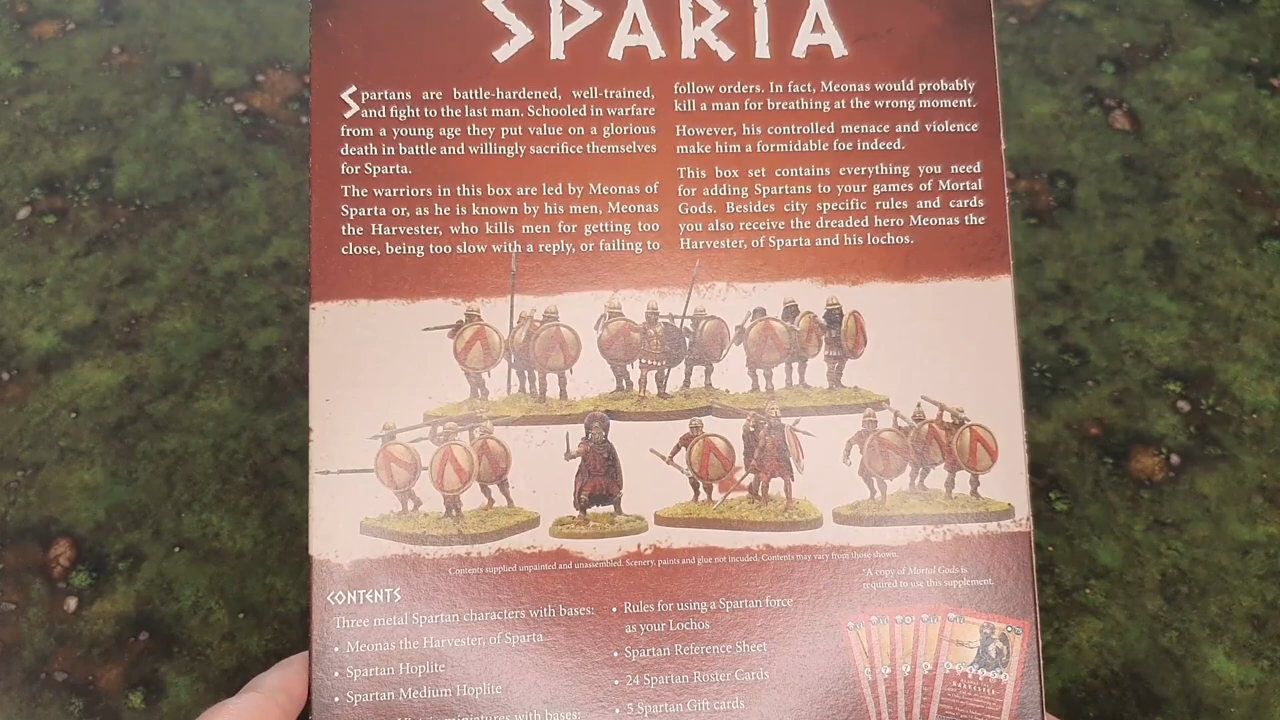 SPARTA
Spartans are battle-hardened, well-trained,
and fight to the last man. Schooled in warfare
from a young age they put value on a glorious
death in battle and willingly sacrifice themselves
for Sparta.
The warriors in this box are led by Meonas of
Sparta or, as he is known by his men, Meonas
the Harvester, who kills men for getting too
close, being too slow with a reply, or failing to
follow orders. In fact, Meonas would probably
kill a man for breathing at the wrong moment.
However, his controlled menace and violence
make him a formidable foe indeed.
This box set contains everything you need
for adding Spartans to your games of Mortal
Gods. Besides city specific rules and cards
you also receive the dreaded hero Meonas the
Harvester, of Sparta and his lochos.
Contents supplied unpainted and unassembled. Scenery, paints and glue not included. Contents may vary from those shown.
*A copy of Mortal Gods is
required to use this supplement.
CONTENTS
Three metal Spartan characters with bases:
• Meonas the Harvester, of Sparta
• Spartan Hoplite
• Spartan Medium Hoplite
miniatures with bases:
• Rules for using a Spartan force
as your Lochos
• Spartan Reference Sheet
• 24 Spartan Roster Cards
• 5 Spartan Gift cards
HARVESTER